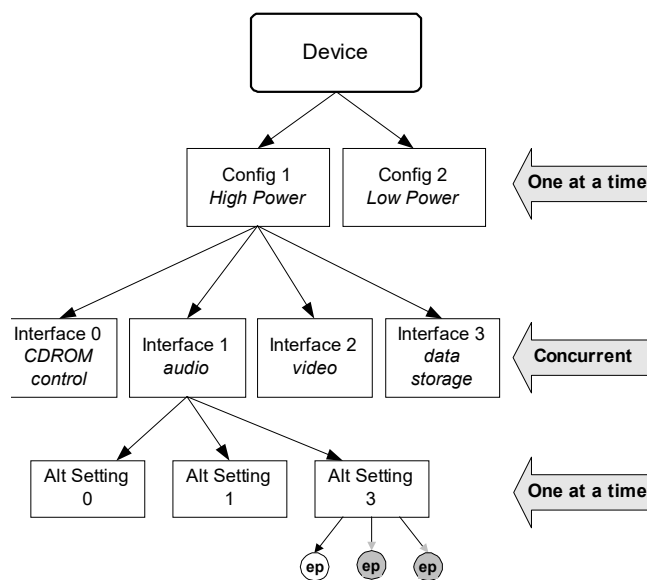 Device
Config 1
High Power
Config 2
Low Power
One at a time
Interface 0
CDROM
control
Interface 1
audio
Interface 2
video
Interface 3
data
storage
Concurrent
Alt Setting
0
Alt Setting
1
Alt Setting
3
One at a time
ep
ep
ep